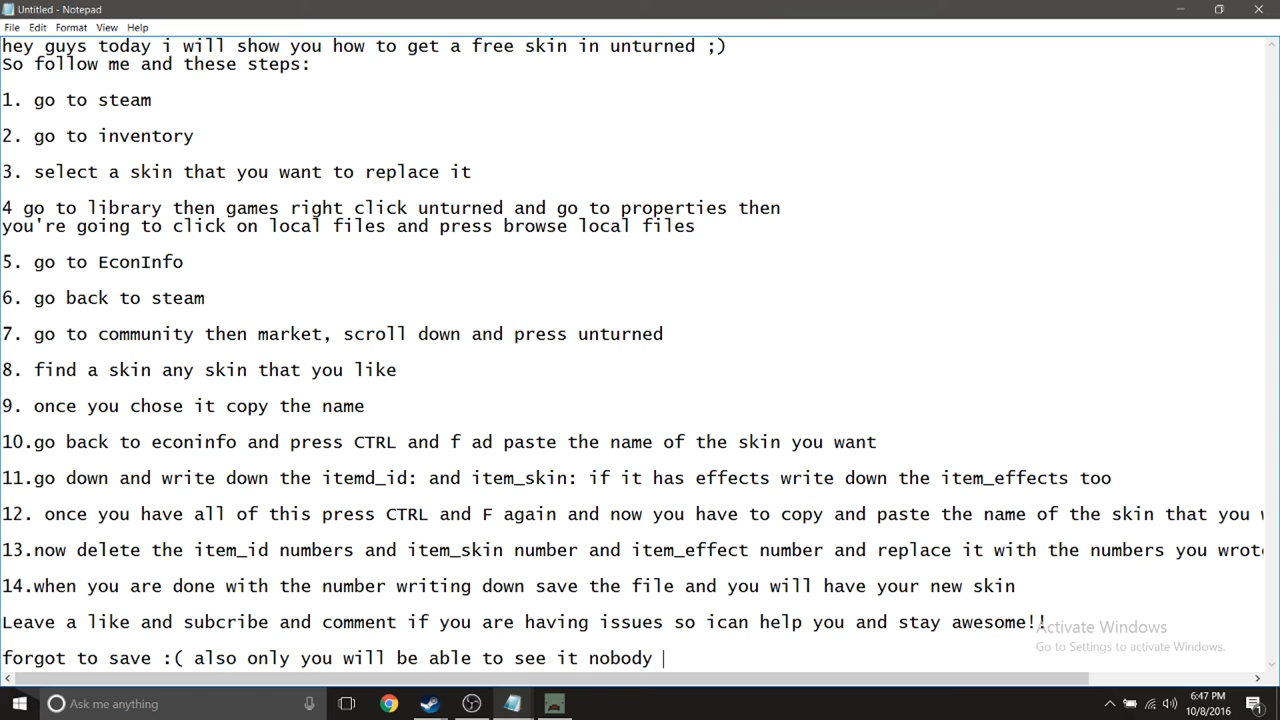 Untitled - Notepad
File Edit Format View Help
hey guys today i will show you how to get a free skin in unturned ;)
So follow me and these steps:
1. go to steam
2. go to inventory
3. select a skin that you want to replace it
4 go to library then games right click unturned and go to properties then
you're going to click on local files and press browse local files
5. go to EconInfo
6. go back to steam
7. go to community then market, scroll down and press unturned
8. find a skin any skin that you like
9. once you chose it copy the name
10.go back to econinfo and press CTRL and f ad paste the name of the skin you want
11.go down and write down the itemd_id: and item_skin: if it has effects write down the item_effects too
12. once you have all of this press CTRL and F again and now you have to copy and paste the name of the skin that you
13.now delete the item_id numbers and item_skin number and item_effect number and replace it with the numbers you wrote
14.when you are done with the number writing down save the file and you will have your new skin
Leave a like and subcribe and comment if you are having issues so ican help you and stay awesome!!
Activate Windows
Go to Settings to activate Windows.
forgot to save :( also only you will be able to see it nobody
Ask me anything
6:47 PM
10/8/2016
1